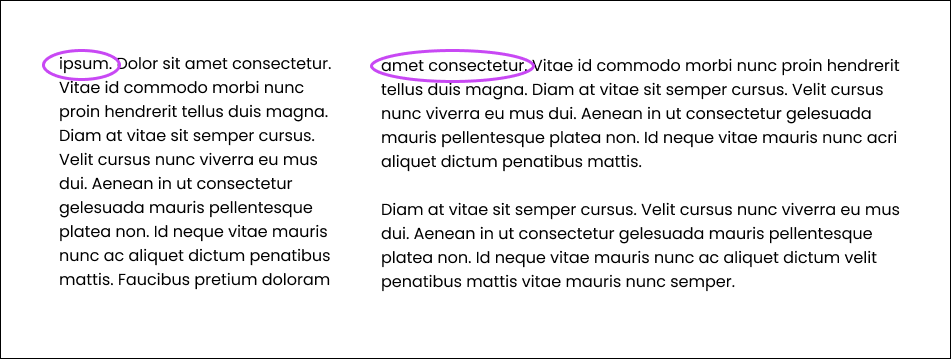 ipsum. Dolor sit amet consectetur.
Vitae id commodo morbi nunc
proin hendrerit tellus duis magna.
Diam at vitae sit semper cursus.
Velit cursus nunc viverra eu mus
dui. Aenean in ut consectetur
gelesuada mauris pellentesque
platea non. Id neque vitae mauris
nunc ac aliquet dictum penatibus
mattis. Faucibus pretium doloram
amet consectetur. Vitae id commodo morbi nunc proin hendrerit
tellus duis magna. Diam at vitae sit semper cursus. Velit cursus
nunc viverra eu mus dui. Aenean in ut consectetur gelesuada
mauris pellentesque platea non. Id neque vitae mauris nunc acri
aliquet dictum penatibus mattis.
Diam at vitae sit semper cursus. Velit cursus nunc viverra eu mus
dui. Aenean in ut consectetur gelesuada mauris pellentesque
platea non. Id neque vitae mauris nunc ac aliquet dictum velit
penatibus mattis vitae mauris nunc semper.